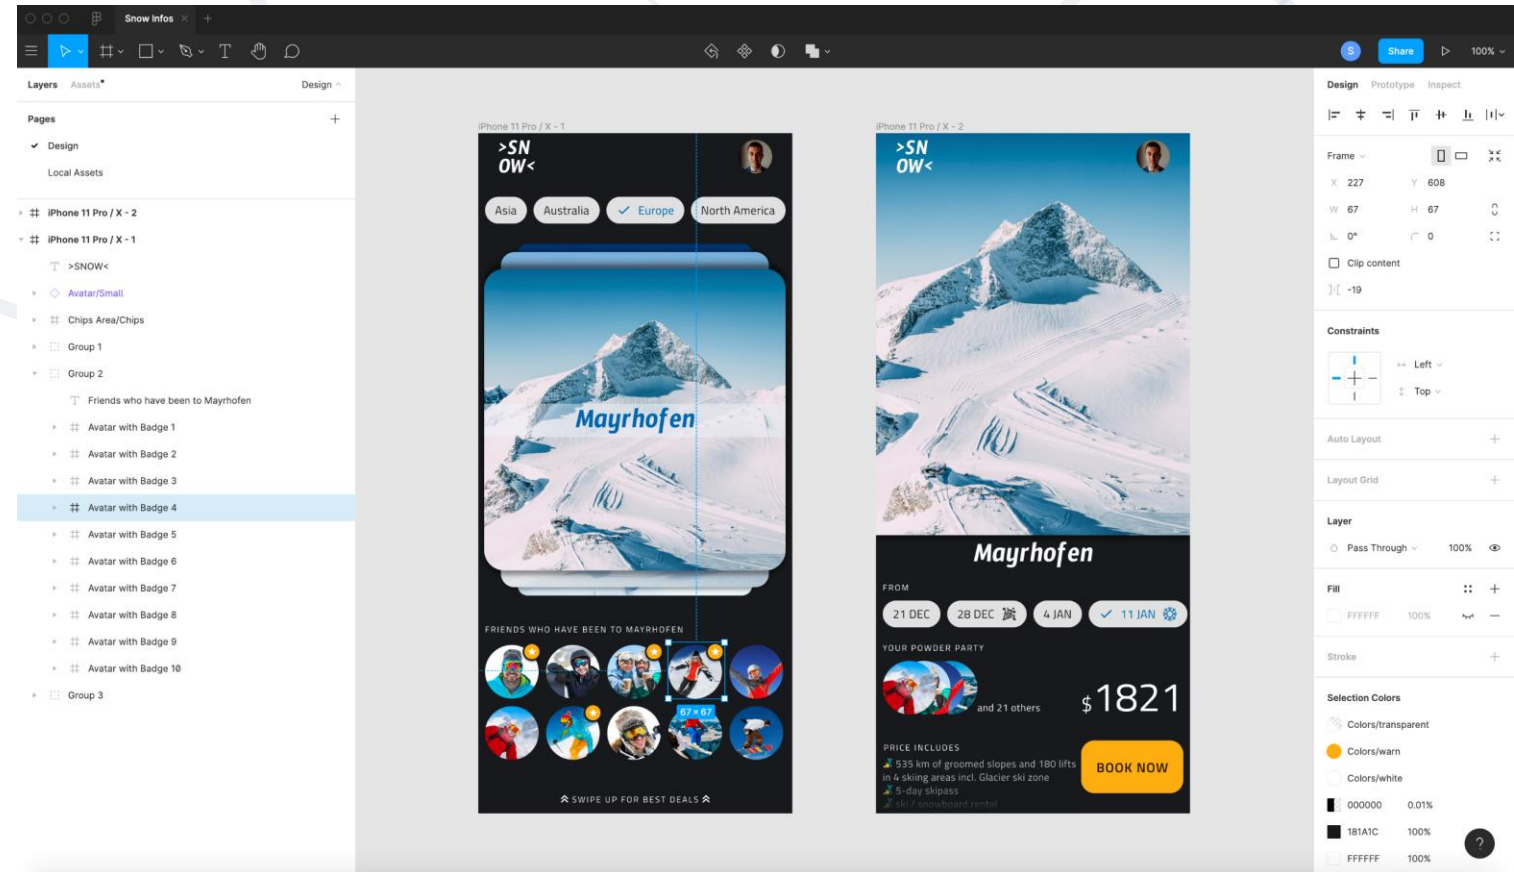 Snow Infos
S
Share
100%
Layers
Assets
Design
Pages
Design
Local Assets
iPhone 11 Pro / X - 2
iPhone 11 Pro / X - 1
>SNOW<
Avatar/Small
Chips Area/Chips
Group 1
Group 2
Friends who have been to Mayrhofen
Avatar with Badge 1
Avatar with Badge 2
Avatar with Badge 3
Avatar with Badge 4
Avatar with Badge 5
Avatar with Badge 6
Avatar with Badge 7
Avatar with Badge 8
Avatar with Badge 9
Avatar with Badge 10
Group 3
iPhone 11 Pro / X - 1
>SN
OW<
Asia Australia Europe North America
Mayrhofen
FRIENDS WHO HAVE BEEN TO MAYRHOFEN
67 × 67
SWIPE UP FOR BEST DEALS
iPhone 11 Pro / X - 2
>SN
OW<
Mayrhofen
FROM
21 DEC 28 DEC 4 JAN 11 JAN
YOUR POWDER PARTY
and 21 others
$1821
PRICE INCLUDES
535 km of groomed slopes and 180 lifts
in 4 skiing areas incl. Glacier ski zone
5-day skipass
ski / snowboard rental
BOOK NOW
Design Prototype Inspect
Frame
X 227 Y 608
W 67 H 67
0° 0
Clip content
-19
Constraints
Left
Top
Auto Layout
Layout Grid
Layer
Pass Through 100%
Fill
FFFFFF 100%
Stroke
Selection Colors
Colors/transparent
Colors/warn
Colors/white
000000 0.01%
181A1C 100%
FFFFFF 100%
?